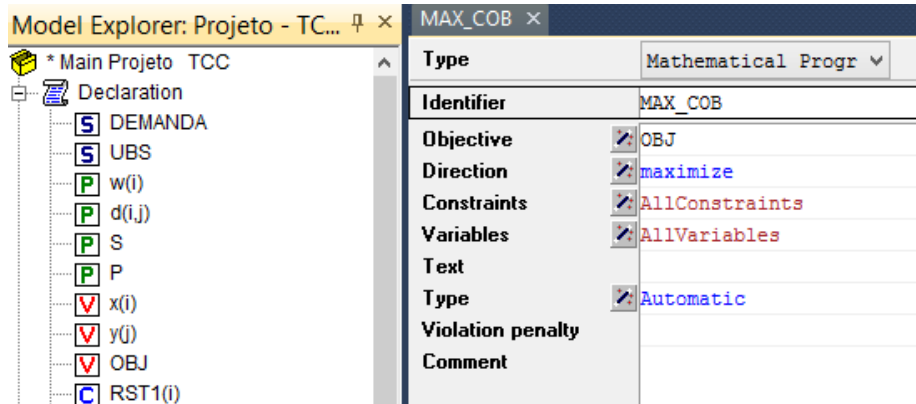 Model Explorer: Projeto - TC...
* Main Projeto TCC
Declaration
S DEMANDA
S UBS
P w(i)
P d(i,j)
P S
P P
V x(i)
V y(j)
V OBJ
C RST1(i)
MAX_COB
Type Mathematical Progr
Identifier MAX_COB
Objective OBJ
Direction maximize
Constraints AllConstraints
Variables AllVariables
Text
Type Automatic
Violation penalty
Comment